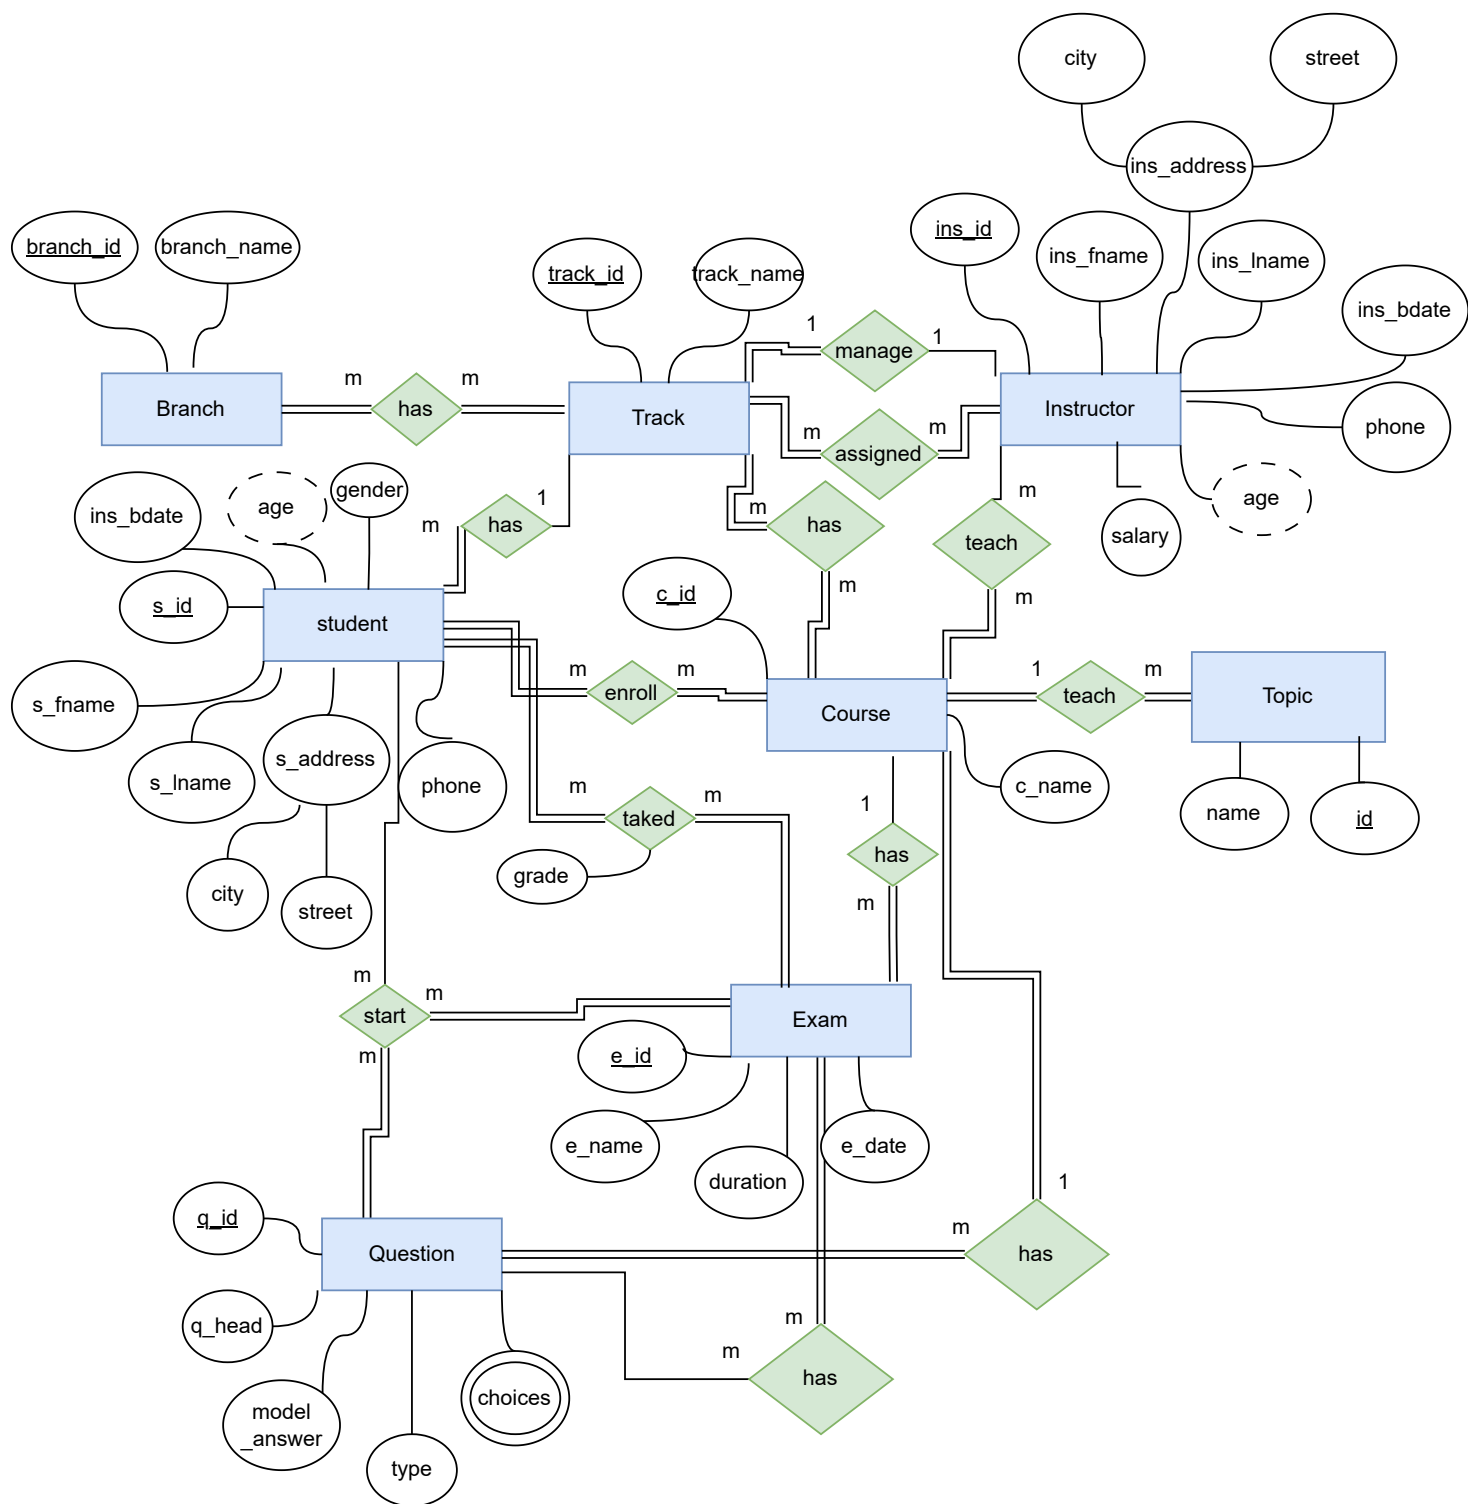 city
street
ins_address
ins_id
ins_fname
ins_lname
branch_id
branch_name
track_id
track_name
ins_bdate
1
manage
1
m
has
m
Branch
Track
Instructor
m
assigned
m
phone
gender
age
ins_bdate
m
has
1
m
has
m
teach
salary
age
s_id
student
c_id
m
m
s_fname
m
enroll
m
Course
1
teach
m
Topic
s_lname
s_address
phone
m
taked
m
1
c_name
name
id
grade
has
city
street
m
m
start
m
m
Exam
e_id
e_name
duration
e_date
1
q_id
Question
m
has
q_head
m
m
has
choices
model
_answer
type